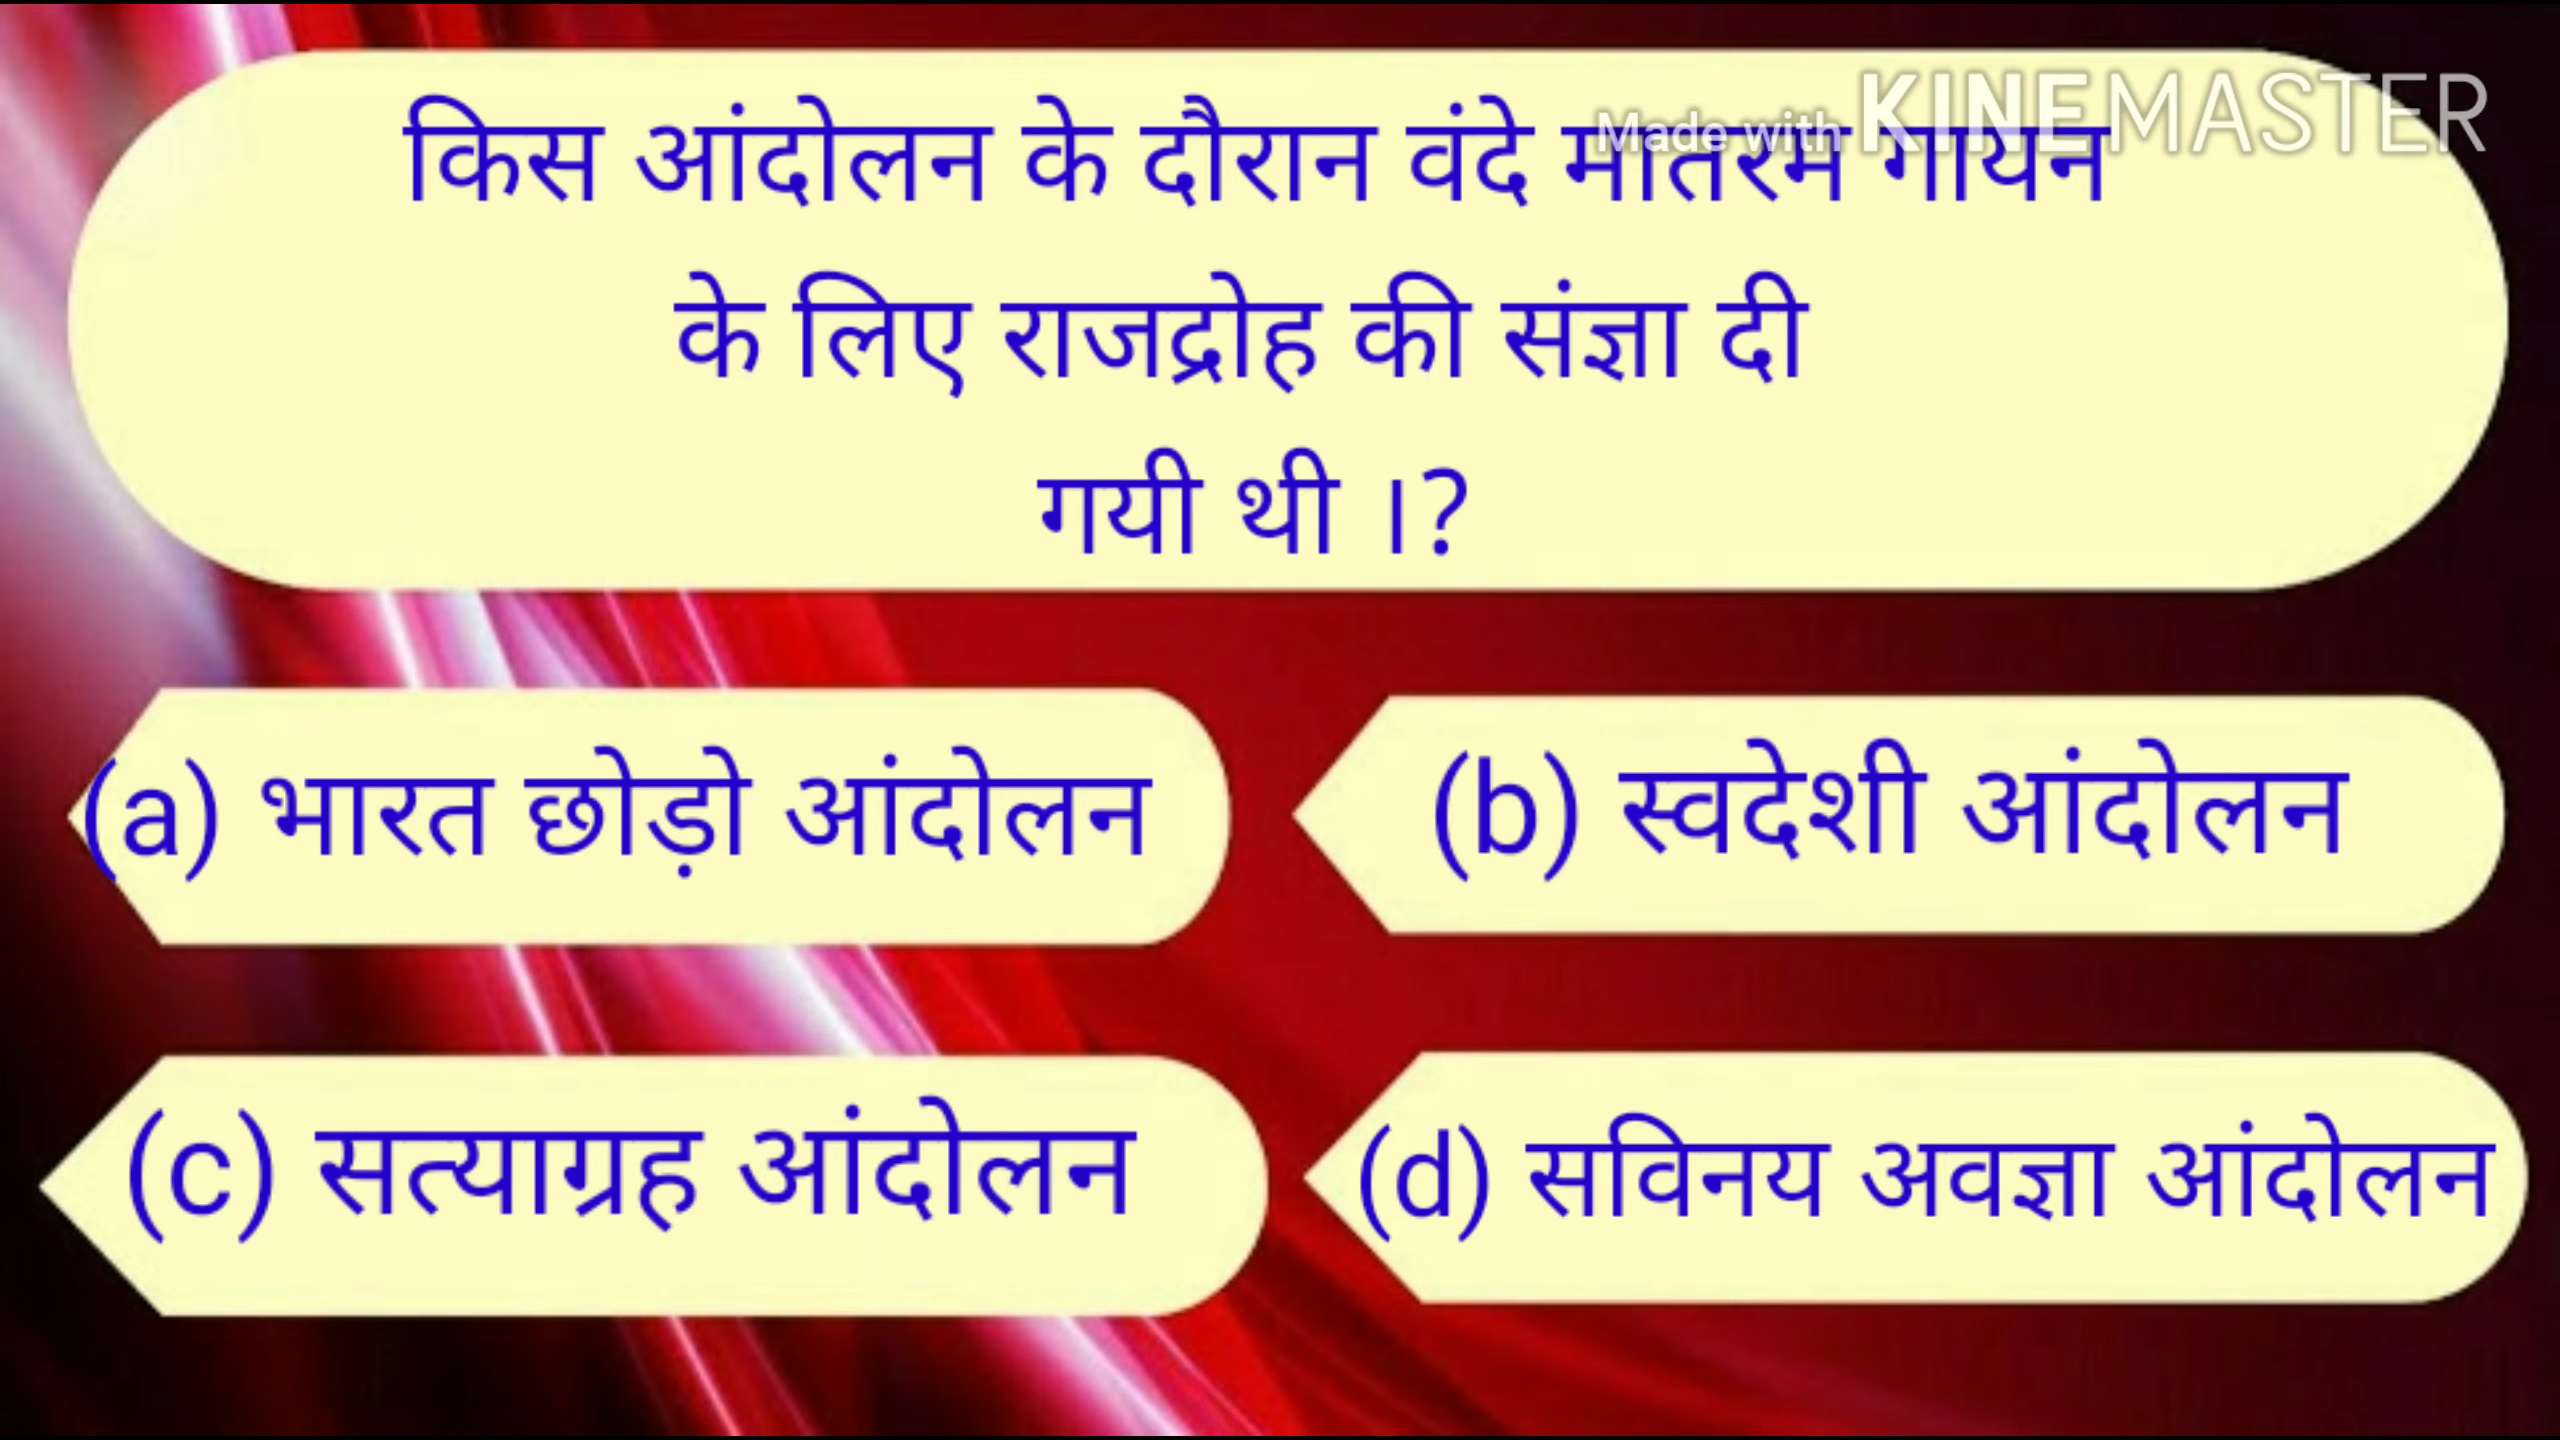 किस आंदोलन के दौरान वंदे मातरम गायन
Made with KINEMASTER
के लिए राजद्रोह की संज्ञा दी
गयी थी ।?
(a) भारत छोड़ो आंदोलन
(b) स्वदेशी आंदोलन
(c) सत्याग्रह आंदोलन
(d) सविनय अवज्ञा आंदोलन